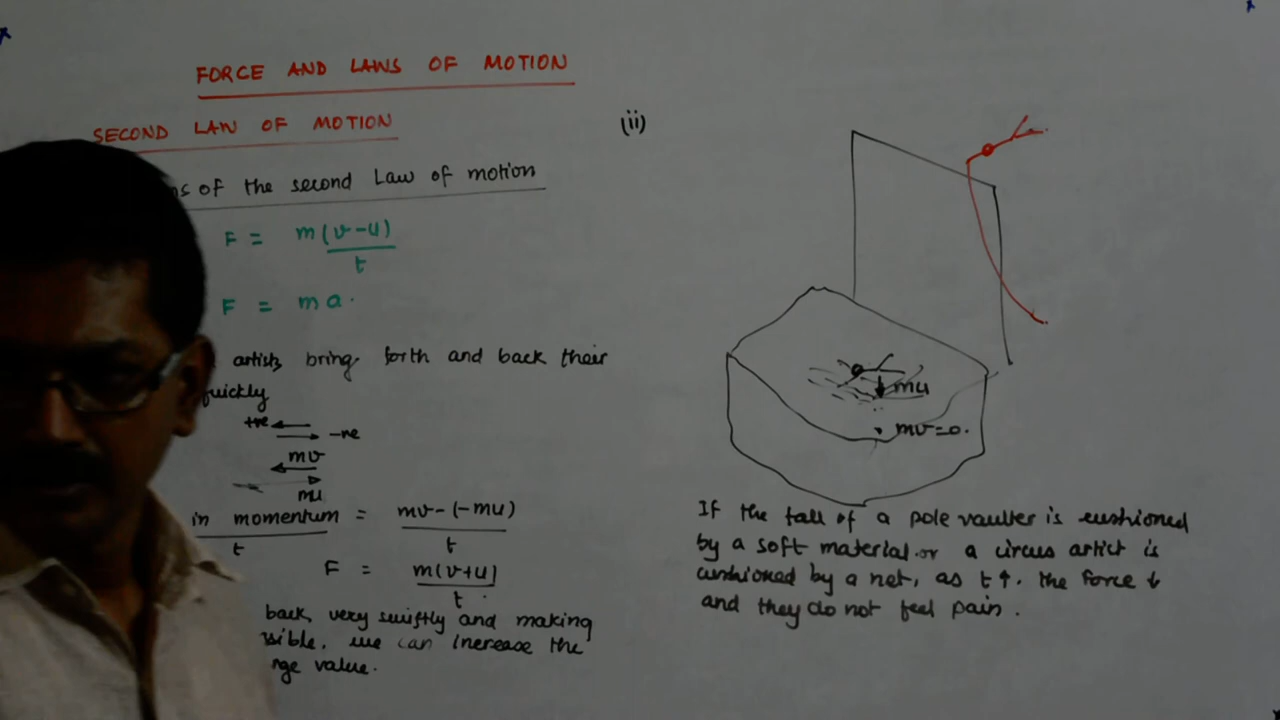 FORCE AND LAWS OF MOTION
SECOND LAW OF MOTION
of the second Law of motion
F = m(v-u)
t
F = ma.
artists bring forth and back their
quickly
+ve
-ve
mv
mu
in momentum = mv-(-mu)
t t
F = m(v+u)
t.
back, very swiftly and making
we can increase the
value.
(ii)
mu
mv=0.
If the fall of a pole vaulter is cushioned
by a soft material or a circus artist is
cushioned by a net, as t↑. the force ↓
and they do not feel pain.